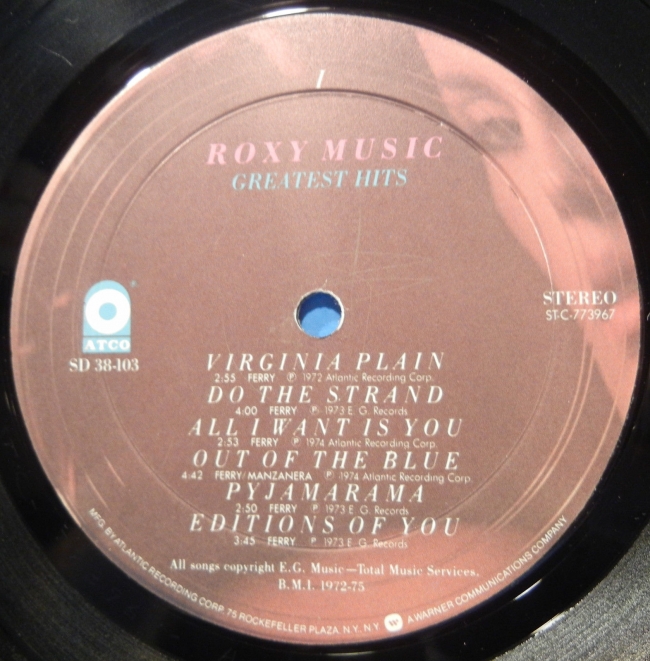 1
ROXY MUSIC
GREATEST HITS
STEREO
ST-C-773967
ATCO
SD 38-103
VIRGINIA PLAIN
2:55 FERRY ℗ 1972 Atlantic Recording Corp.
DO THE STRAND
4:00 FERRY ℗ 1973 E. G. Records
ALL I WANT IS YOU
2:53 FERRY ℗ 1974 Atlantic Recording Corp.
OUT OF THE BLUE
4:42 FERRY/MANZANERA ℗ 1974 Atlantic Recording Corp.
PYJAMARAMA
2:50 FERRY ℗ 1973 E. G. Records
EDITIONS OF YOU
3:45 FERRY ℗ 1973 E. G. Records
All songs copyright E.G. Music—Total Music Services.
B.M.I. 1972-75
MFG. BY ATLANTIC RECORDING CORP. 75 ROCKEFELLER PLAZA, N.Y. N.Y. W A WARNER COMMUNICATIONS COMPANY